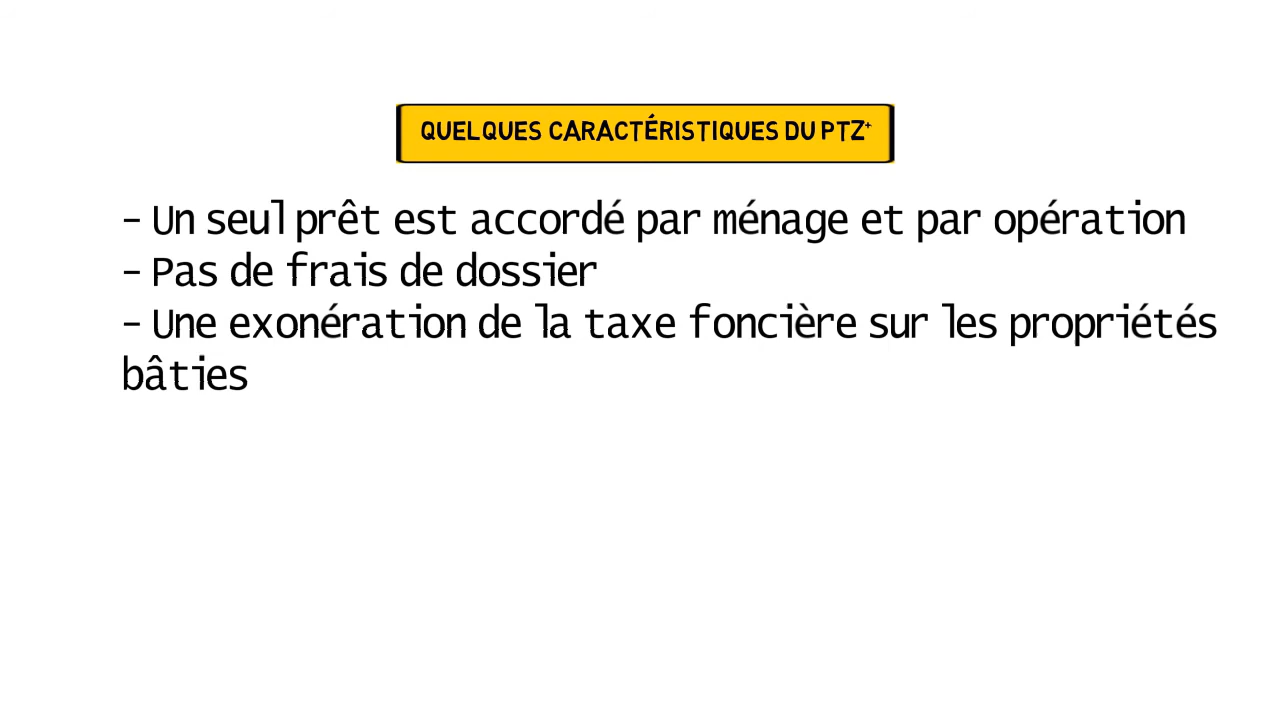 QUELQUES CARACTÉRISTIQUES DU PTZ+
- Un seul prêt est accordé par ménage et par opération
- Pas de frais de dossier
- Une exonération de la taxe foncière sur les propriétés
bâties